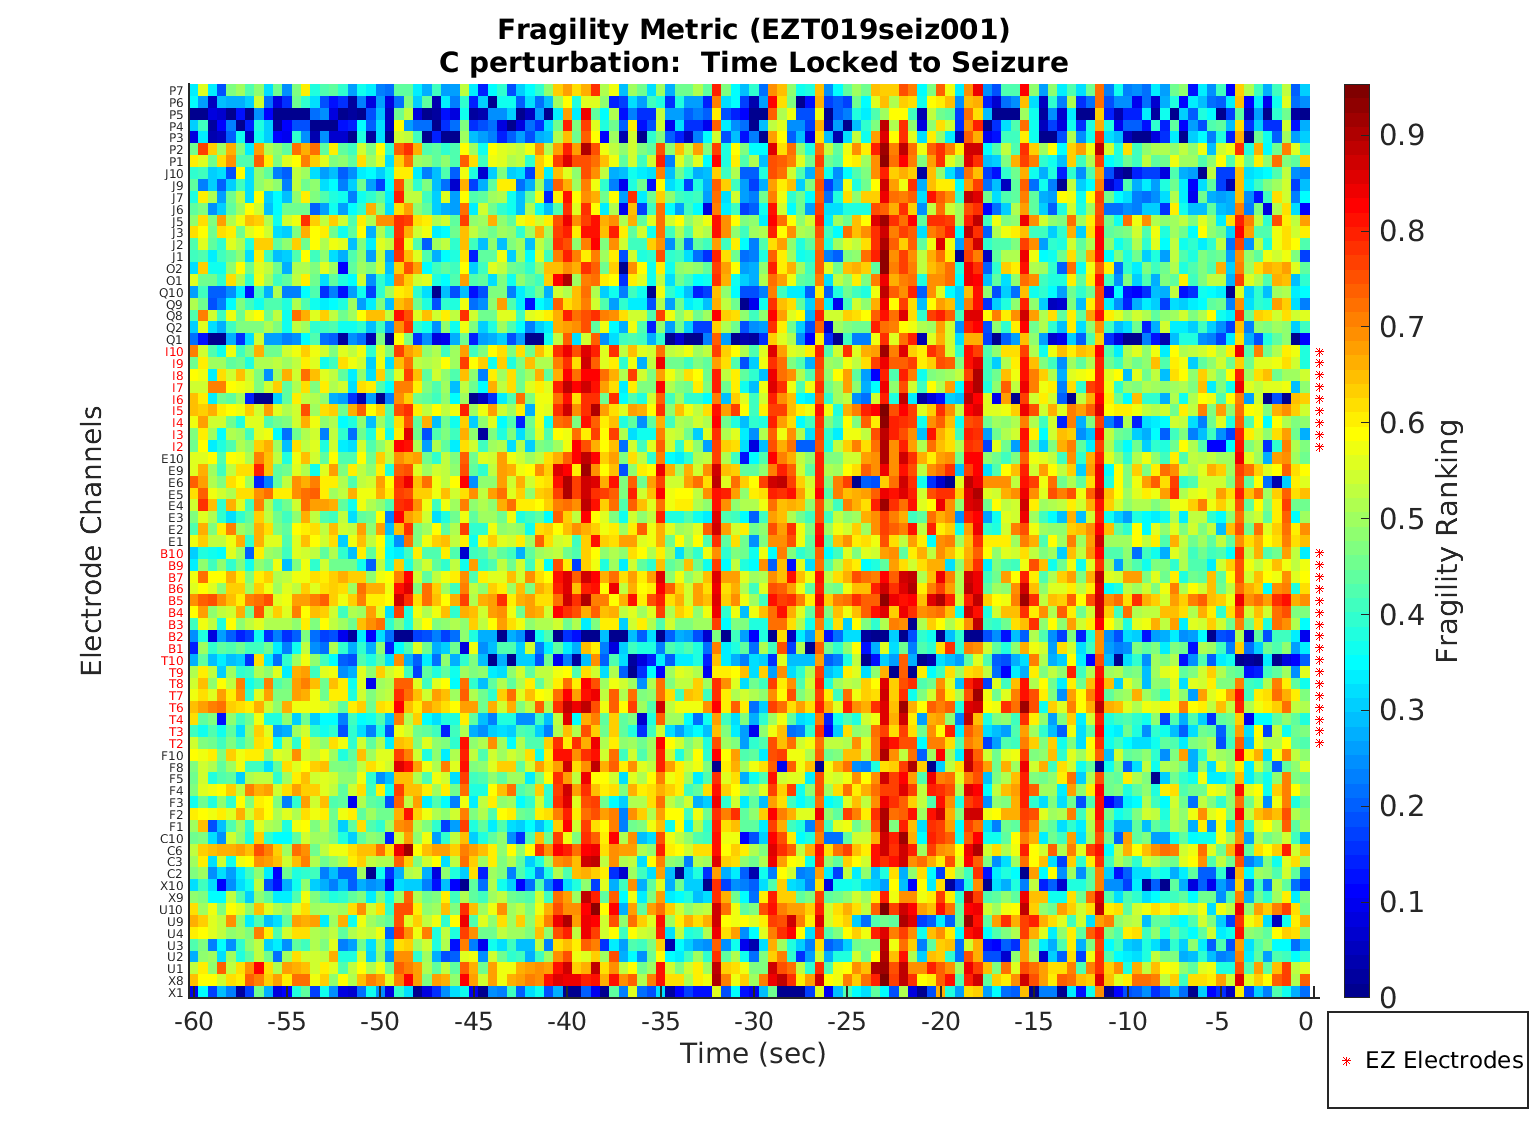 Fragility Metric (EZT019seiz001)
C perturbation:  Time Locked to Seizure
Electrode Channels
P7
P6
P5
P4
P3
P2
P1
J10
J9
J7
J6
J5
J3
J2
J1
O2
O1
Q10
Q9
Q8
Q2
Q1
I10
I9
I8
I7
I6
I5
I4
I3
I2
E10
E9
E6
E5
E4
E3
E2
E1
B10
B9
B7
B6
B5
B4
B3
B2
B1
T10
T9
T8
T7
T6
T4
T3
T2
F10
F8
F5
F4
F3
F2
F1
C10
C6
C3
C2
X10
X9
U10
U9
U4
U3
U2
U1
X8
X1
-60 -55 -50 -45 -40 -35 -30 -25 -20 -15 -10 -5 0
Time (sec)
0.9
0.8
0.7
0.6
0.5
0.4
0.3
0.2
0.1
0
Fragility Ranking
EZ Electrodes